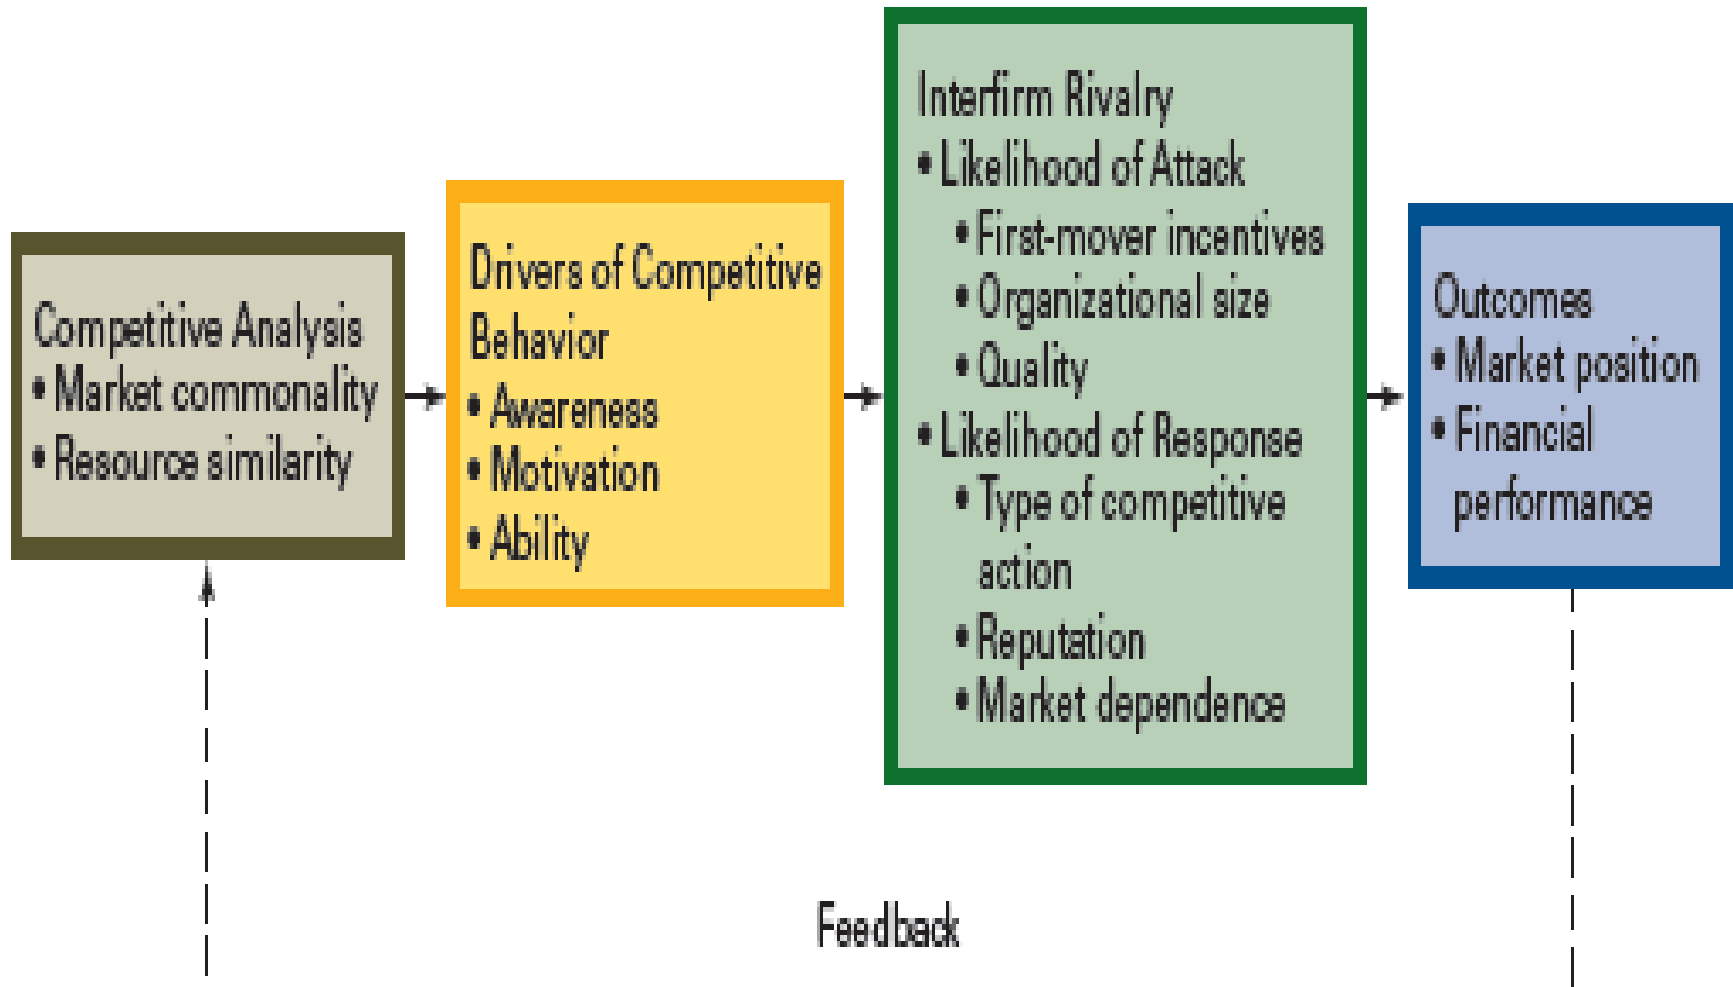 Competitive Analysis
• Market commonality
• Resource similarity
Drivers of Competitive
Behavior
• Awareness
• Motivation
• Ability
Interfirm Rivalry
• Likelihood of Attack
• First-mover incentives
• Organizational size
• Quality
• Likelihood of Response
• Type of competitive
action
• Reputation
• Market dependence
Outcomes
• Market position
• Financial
performance
Feedback